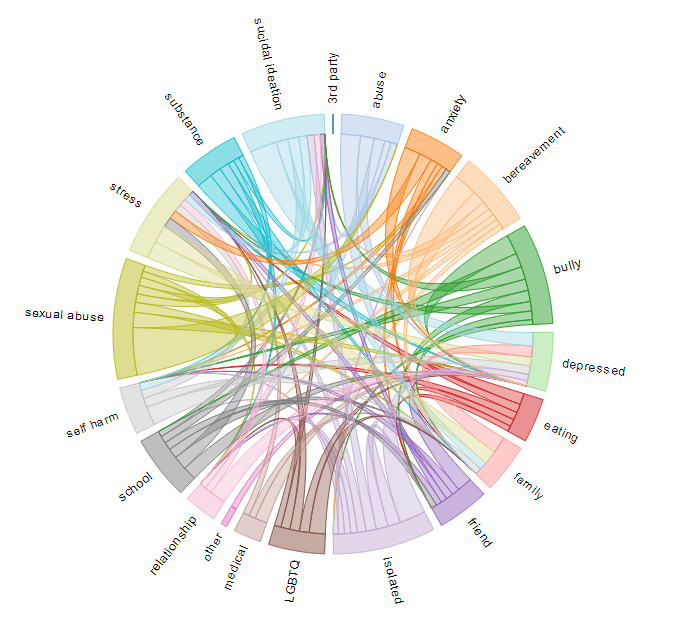 3rd party
abuse
anxiety
bereavement
bully
depressed
eating
family
friend
isolated
LGBTQ
medical
other
relationship
school
self harm
sexual abuse
stress
substance
sucidal ideation